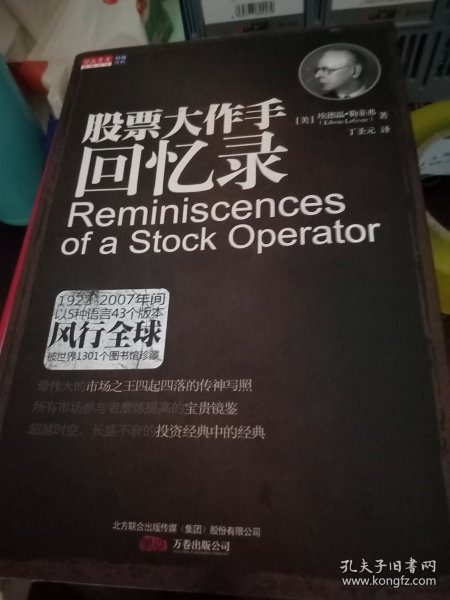 股票大作手
回忆录
[美] 埃德温·勒菲弗 著
(Edwin LeFevre)
丁圣元 译
Reminiscences
of a Stock Operator
1923-2007年间
以5种语言43个版本
风行全球
被世界1301个图书馆珍藏
最伟大的市场之王四起四落的传神写照
所有市场参与者磨炼提高的宝贵镜鉴
超越时空、长盛不衰的投资经典中的经典
北方联合出版传媒(集团)股份有限公司
万卷出版公司
孔夫子旧书网
www.kongfz.com